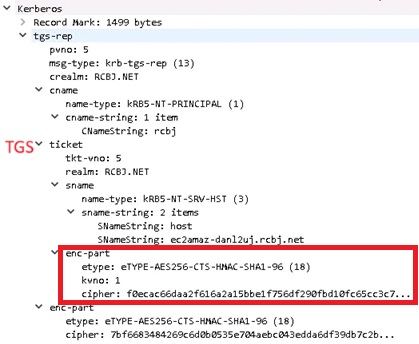 Kerberos
Record Mark: 1499 bytes
tgs-rep
pvno: 5
msg-type: krb-tgs-rep (13)
crealm: RCBJ.NET
cname
name-type: kRB5-NT-PRINCIPAL (1)
cname-string: 1 item
CNameString: rcbj
TGS ticket
tkt-vno: 5
realm: RCBJ.NET
sname
name-type: kRB5-NT-SRV-HST (3)
sname-string: 2 items
SNameString: host
SNameString: ec2amaz-danl2uj.rcbj.net
enc-part
etype: eTYPE-AES256-CTS-HMAC-SHA1-96 (18)
kvno: 1
cipher: f0ecac66daa2f616a2a15bbe1f756df290fbd10fc65cc3c7...
enc-part
etype: eTYPE-AES256-CTS-HMAC-SHA1-96 (18)
cipher: 7bf6683484269c6d0b0535e704aebc043edda6df39db7c2b...